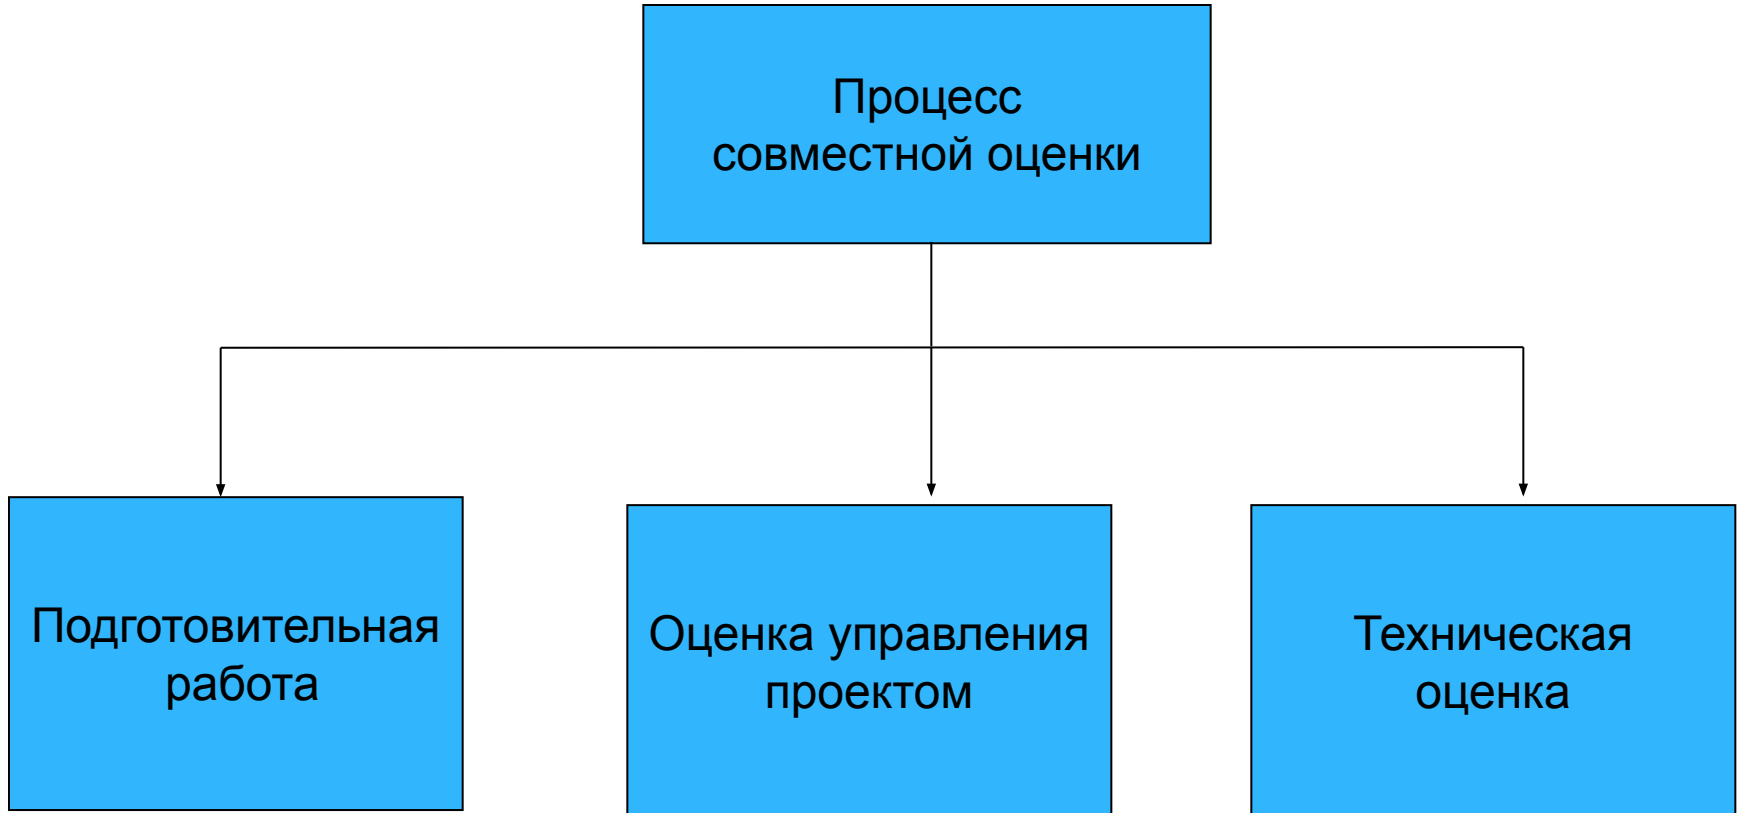 Процесс
совместной оценки
Подготовительная
работа
Оценка управления
проектом
Техническая
оценка